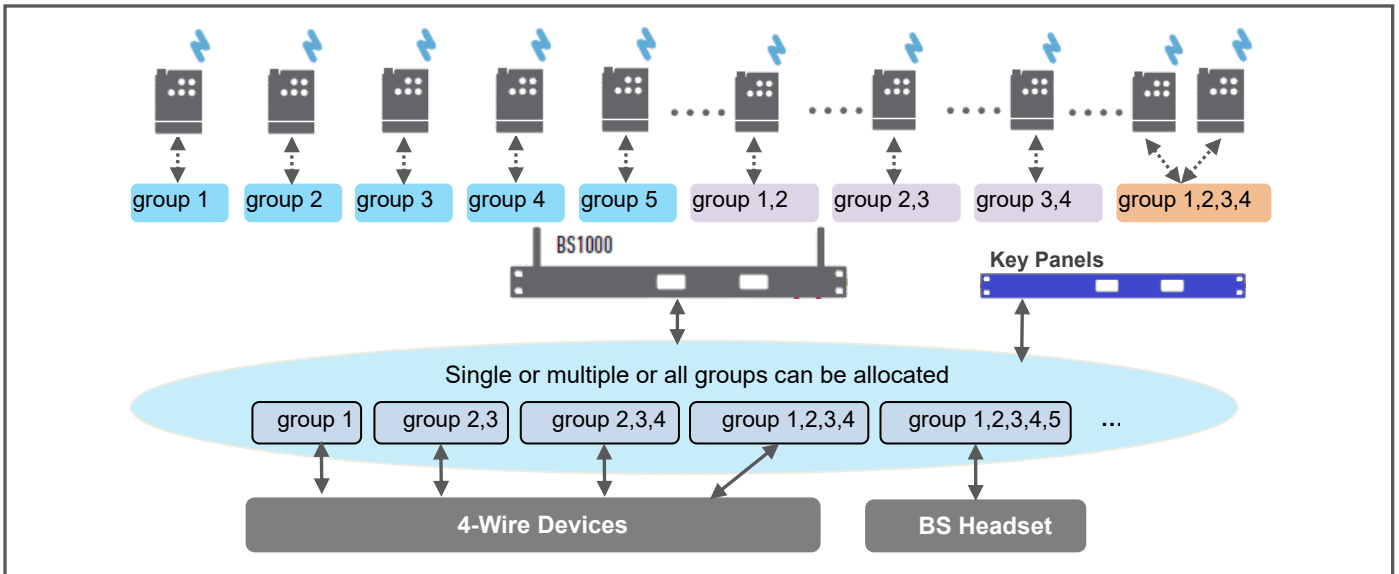 group 1
group 2
group 3
group 4
group 5
group 1,2
group 2,3
group 3,4
group 1,2,3,4
BS1000
Key Panels
Single or multiple or all groups can be allocated
group 1
group 2,3
group 2,3,4
group 1,2,3,4
group 1,2,3,4,5
...
4-Wire Devices
BS Headset